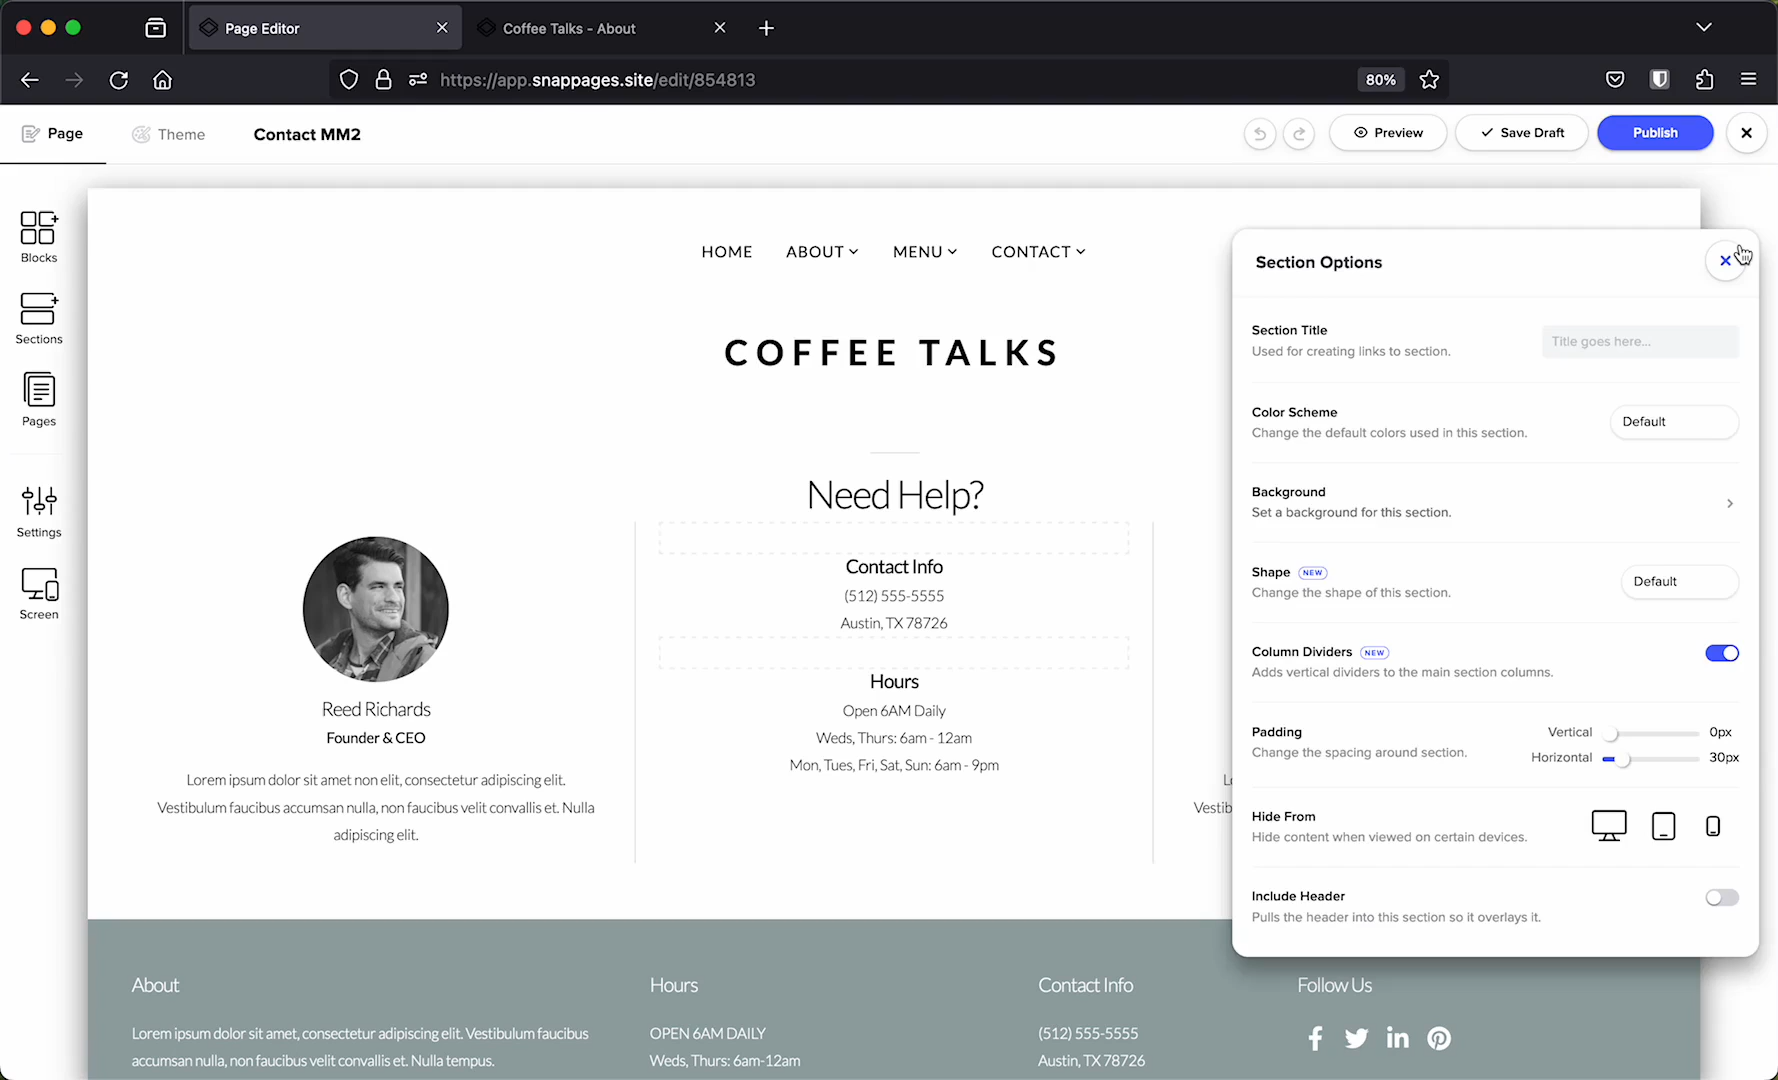 Page Editor
Coffee Talks - About
https://app.snappages.site/edit/854813
80%
Page
Theme
Contact MM2
Preview
Save Draft
Publish
Blocks
Sections
Pages
Settings
Screen
HOME
ABOUT
MENU
CONTACT
COFFEE TALKS
Need Help?
Reed Richards
Founder & CEO
Lorem ipsum dolor sit amet non elit, consectetur adipiscing elit.
Vestibulum faucibus accumsan nulla, non faucibus velit convallis et. Nulla
adipiscing elit.
Contact Info
(512) 555-5555
Austin, TX 78726
Hours
Open 6AM Daily
Weds, Thurs: 6am - 12am
Mon, Tues, Fri, Sat, Sun: 6am - 9pm
Vestib
Section Options
Section Title
Used for creating links to section.
Title goes here...
Color Scheme
Change the default colors used in this section.
Default
Background
Set a background for this section.
Shape NEW
Change the shape of this section.
Default
Column Dividers NEW
Adds vertical dividers to the main section columns.
Padding
Change the spacing around section.
Vertical 0px
Horizontal 30px
Hide From
Hide content when viewed on certain devices.
Include Header
Pulls the header into this section so it overlays it.
About
Lorem ipsum dolor sit amet, consectetur adipiscing elit. Vestibulum faucibus
accumsan nulla, non faucibus velit convallis et. Nulla tempus.
Hours
OPEN 6AM DAILY
Weds, Thurs: 6am-12am
Contact Info
(512) 555-5555
Austin, TX 78726
Follow Us